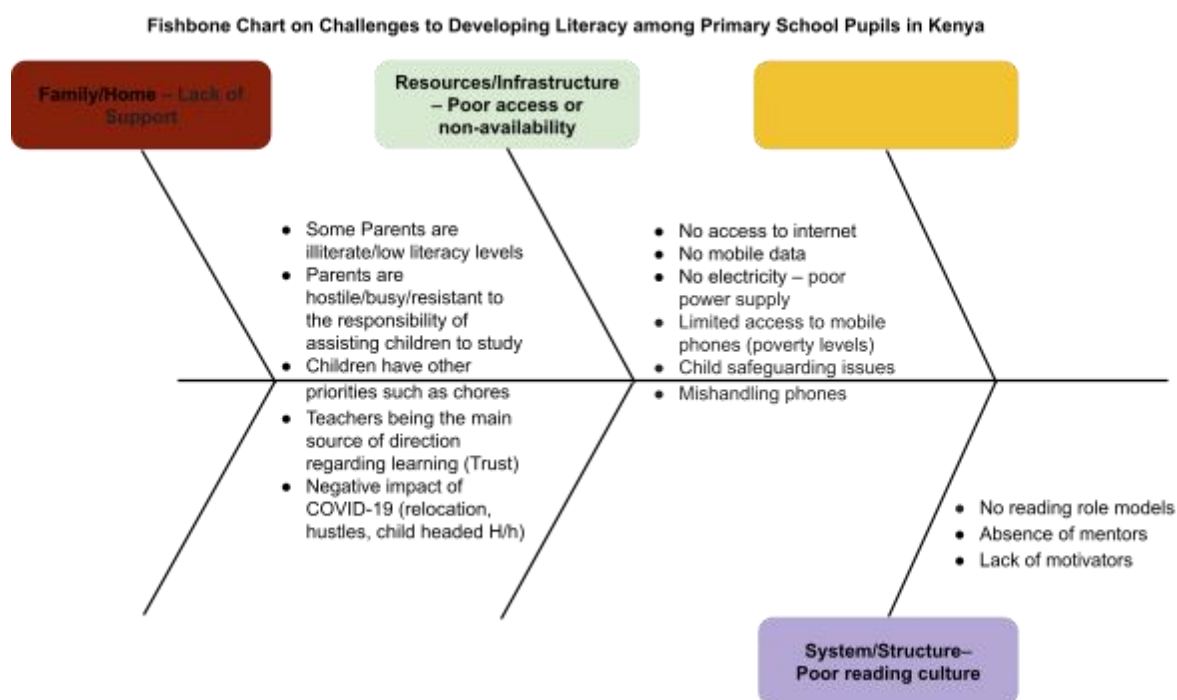 Fishbone Chart on Challenges to Developing Literacy among Primary School Pupils in Kenya
Family/Home – Lack of
Support
Resources/Infrastructure
– Poor access or
non-availability
● Some Parents are
illiterate/low literacy levels
● Parents are
hostile/busy/resistant to
the responsibility of
assisting children to study
● Children have other
priorities such as chores
● Teachers being the main
source of direction
regarding learning (Trust)
● Negative impact of
COVID-19 (relocation,
hustles, child headed H/h)
● No access to internet
● No mobile data
● No electricity – poor
power supply
● Limited access to mobile
phones (poverty levels)
● Child safeguarding issues
● Mishandling phones
● No reading role models
● Absence of mentors
● Lack of motivators
System/Structure–
Poor reading culture